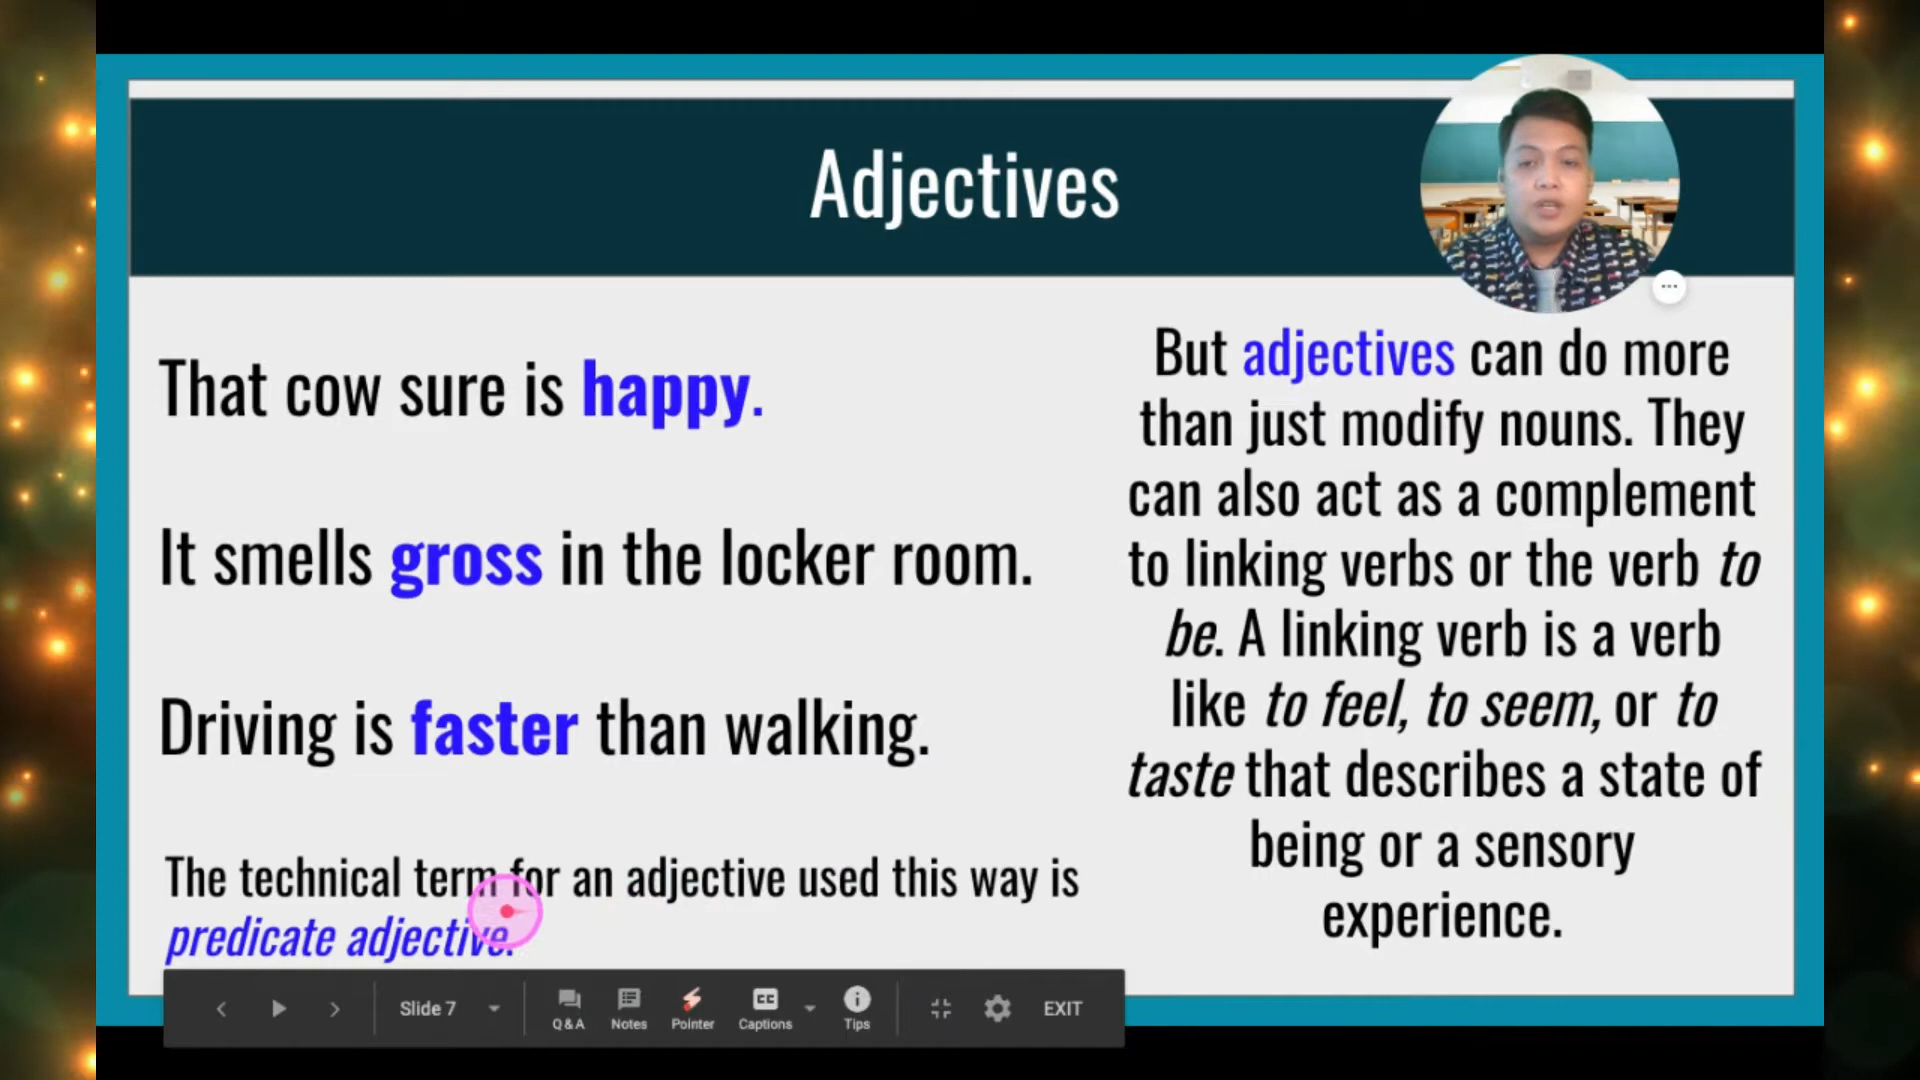 Adjectives
That cow sure is happy.
It smells gross in the locker room.
Driving is faster than walking.
The technical term for an adjective used this way is
predicate adjective.
But adjectives can do more
than just modify nouns. They
can also act as a complement
to linking verbs or the verb to
be. A linking verb is a verb
like to feel, to seem, or to
taste that describes a state of
being or a sensory
experience.
Slide 7
Q&A
Notes
Pointer
CC
Captions
Tips
EXIT